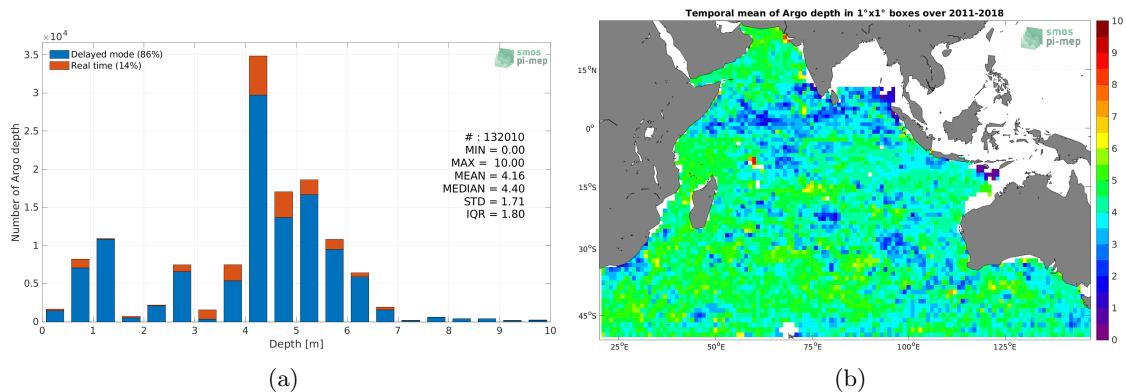 ×10⁴
3.5
3
2.5
2
1.5
1
0.5
0
Number of Argo depth
Delayed mode (86%)
Real time (14%)
smos
pi-mep
# : 132010
MIN = 0.00
MAX = 10.00
MEAN = 4.16
MEDIAN = 4.40
STD = 1.71
IQR = 1.80
0 1 2 3 4 5 6 7 8 9 10
Depth [m]
(a)
Temporal mean of Argo depth in 1°x1° boxes over 2011-2018
smos
pi-mep
15°N
0°
15°S
30°S
45°S
25°E 50°E 75°E 100°E 125°E
10
9
8
7
6
5
4
3
2
1
0
(b)